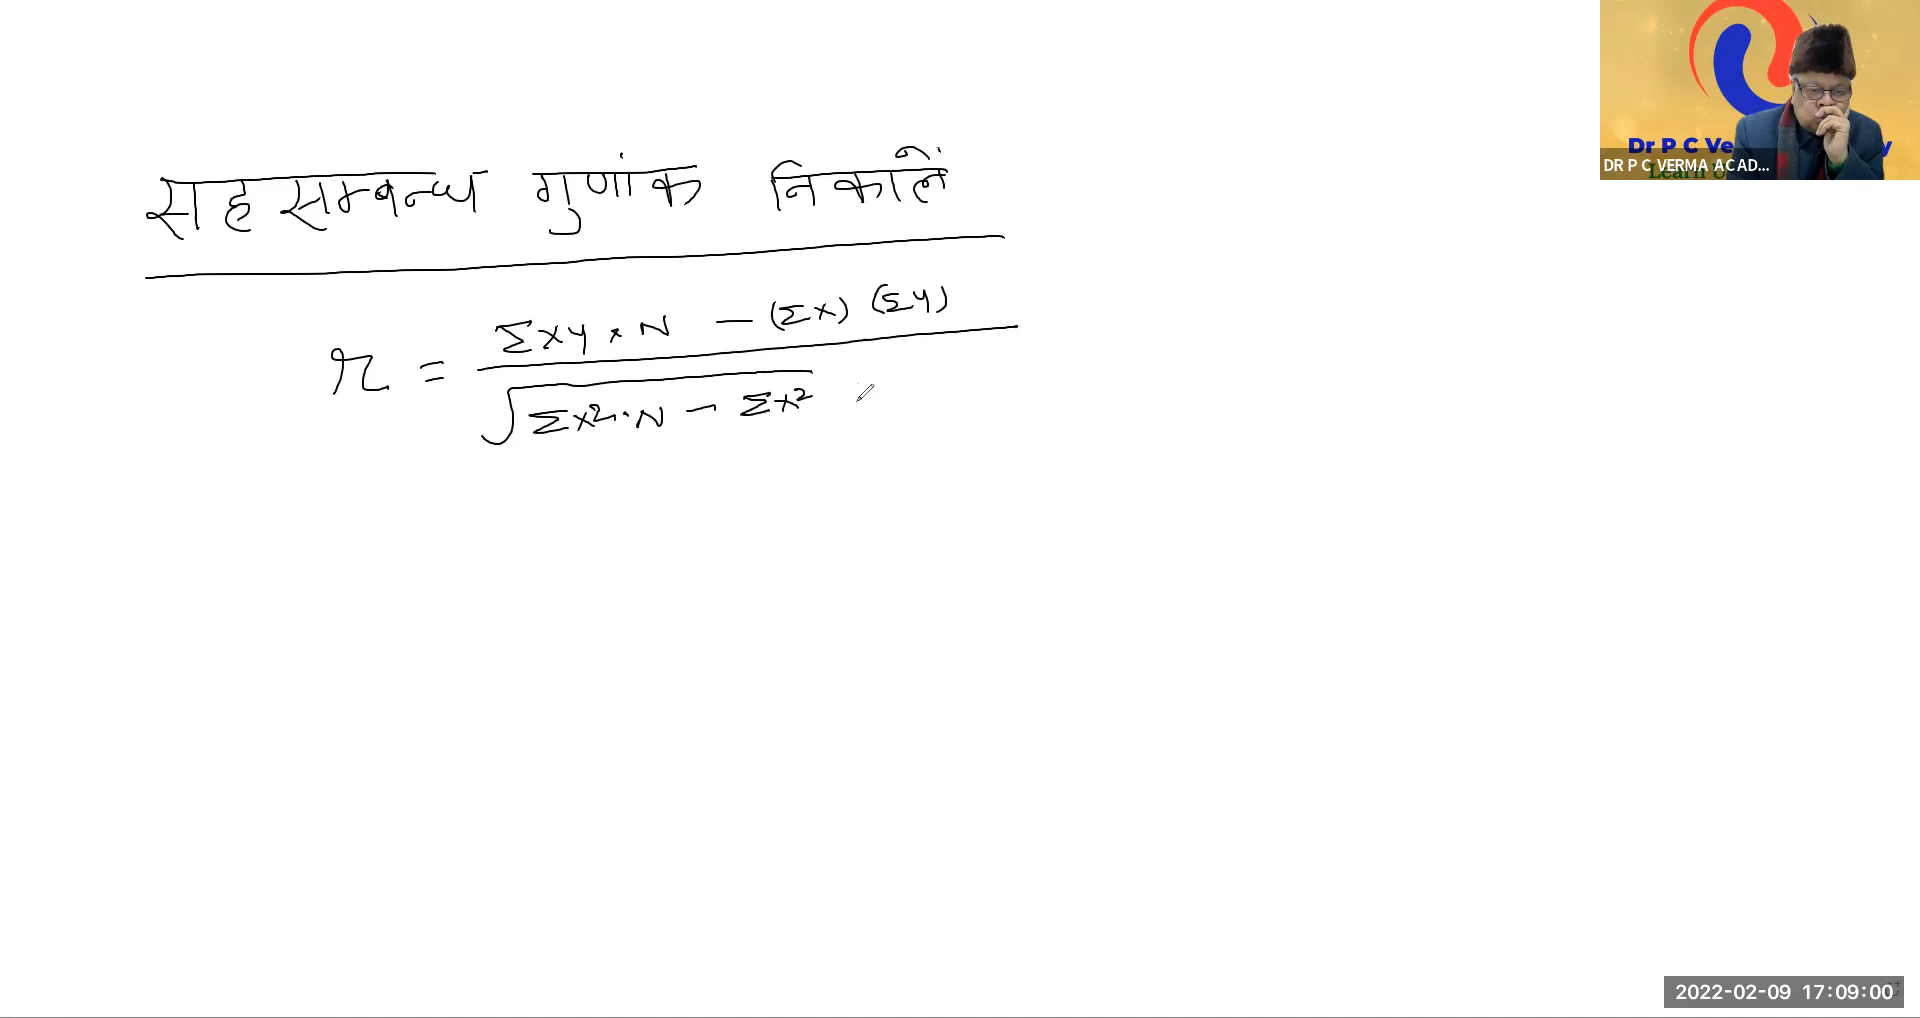 Dr P C Ve
y
DR P C VERMA ACAD...
Learn U
सह सम्बन्ध गुणांक निकालें
r = ΣXY × N − (ΣX) (ΣY)
√ΣX²·N − ΣX²
2022-02-09 17:09:00